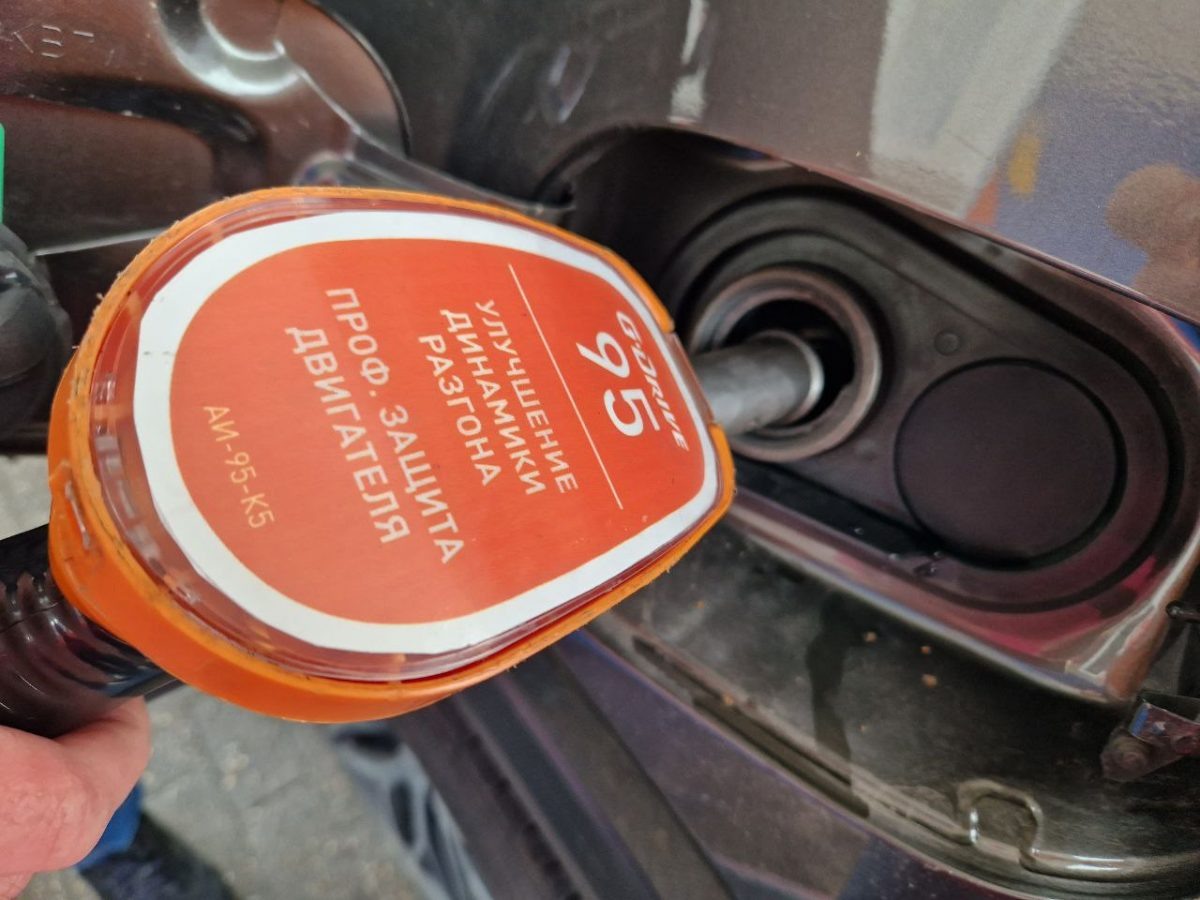 G-DRIVE
95
УЛУЧШЕНИЕ
ДИНАМИКИ
РАЗГОНА
ПРОФ. ЗАЩИТА
ДВИГАТЕЛЯ
АИ-95-К5